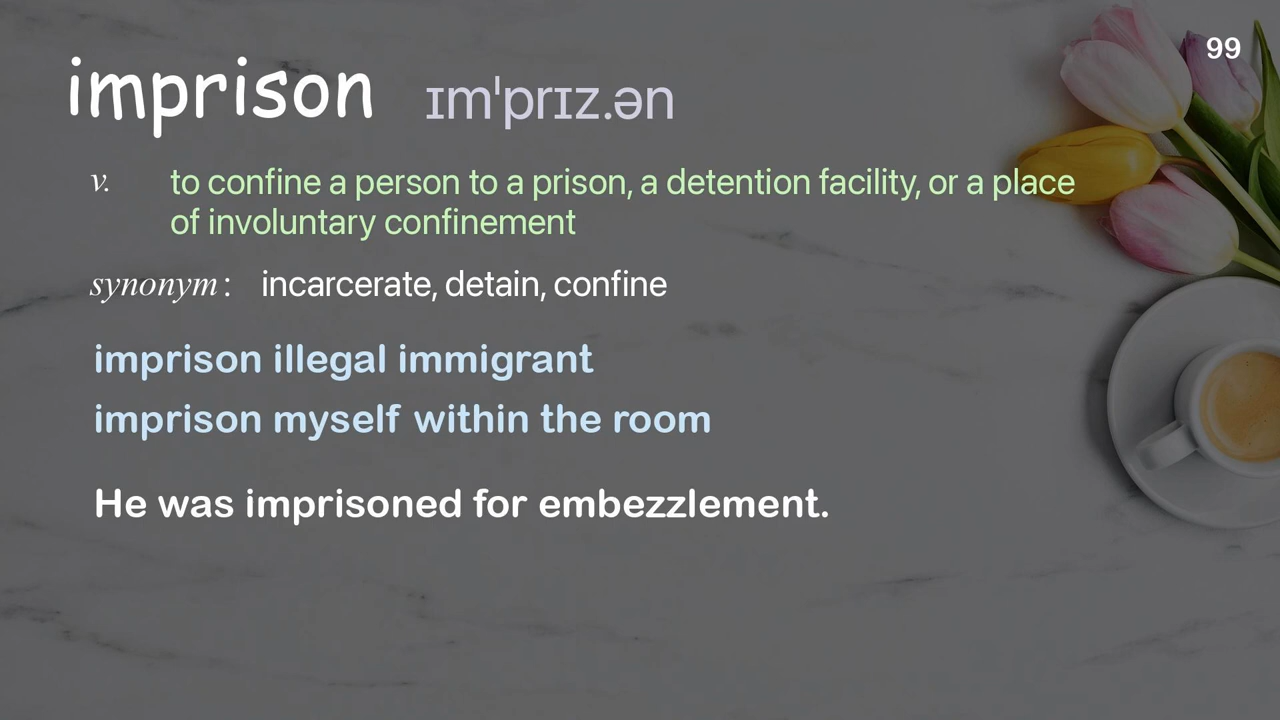 99
imprison ɪmˈprɪz.ən
v. to confine a person to a prison, a detention facility, or a place
of involuntary confinement
synonym: incarcerate, detain, confine
imprison illegal immigrant
imprison myself within the room
He was imprisoned for embezzlement.